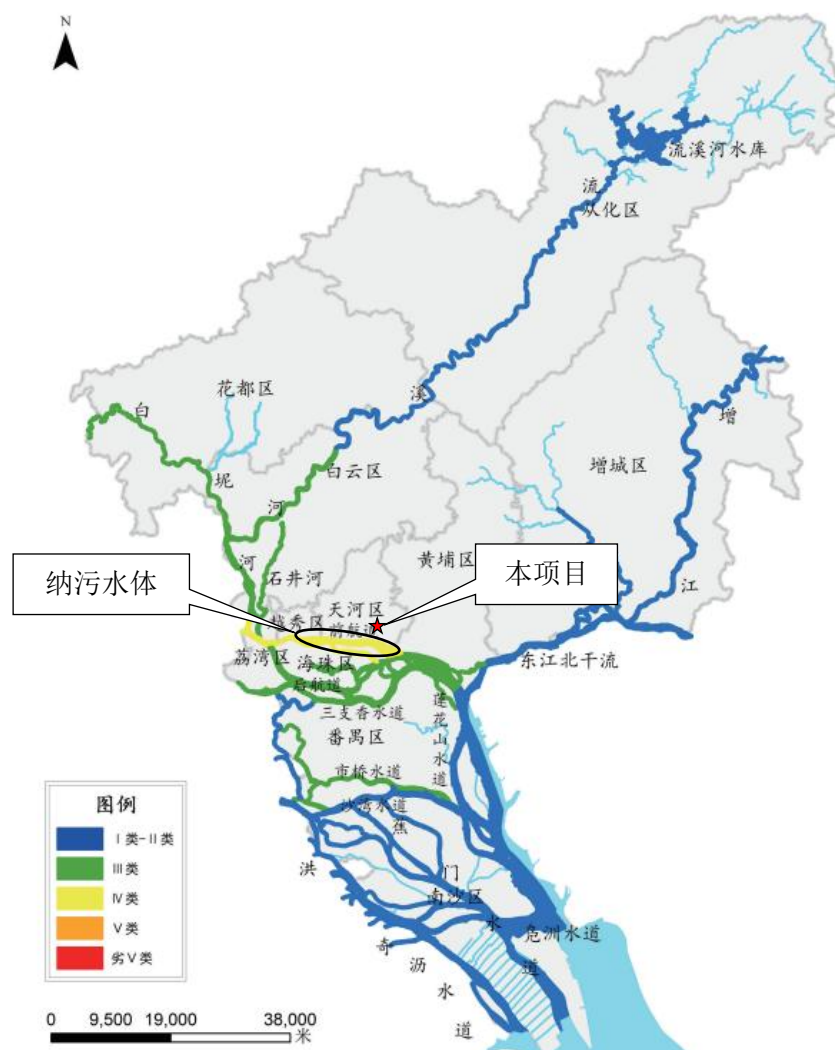 N
流溪河水库
流
从化区
白
花都区
溪
增
坭
白云区
增城区
河
黄埔区
本项目
纳污水体
河
石井河
江
天河区
越秀区
前航道
荔湾区
海珠区
东江北干流
后航道
三支香水道
莲花山水道
番禺区
市桥水道
沙湾水道
蕉
图例
Ⅰ类-Ⅱ类
Ⅲ类
Ⅳ类
Ⅴ类
劣Ⅴ类
洪
门
南沙区
水
凫洲水道
奇
道
沥
水
道
0 9,500 19,000 38,000
米